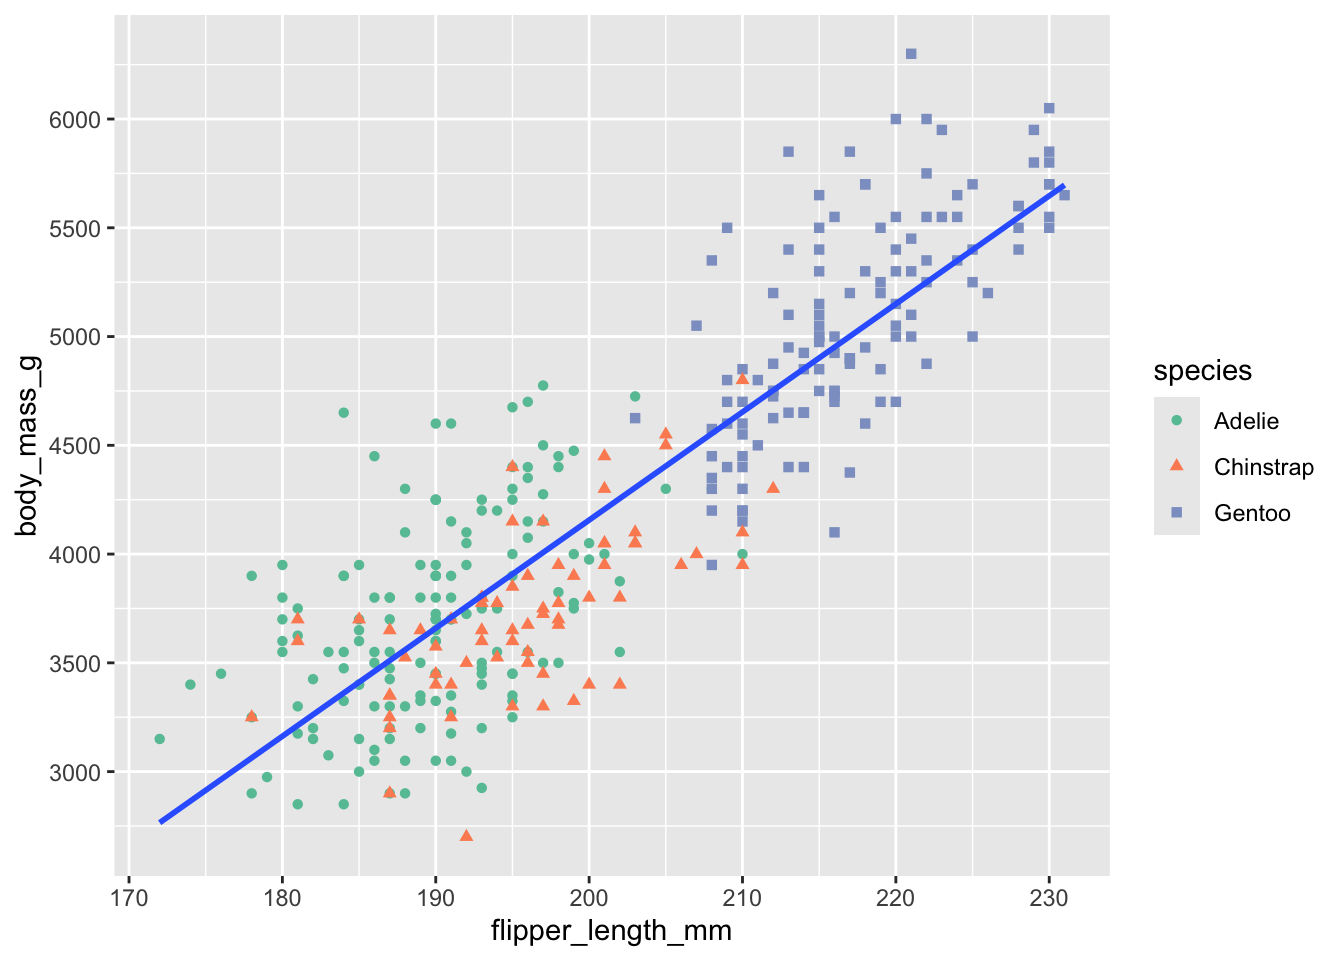 6000
5500
5000
4500
4000
3500
3000
body_mass_g
170 180 190 200 210 220 230
flipper_length_mm
species
Adelie
Chinstrap
Gentoo